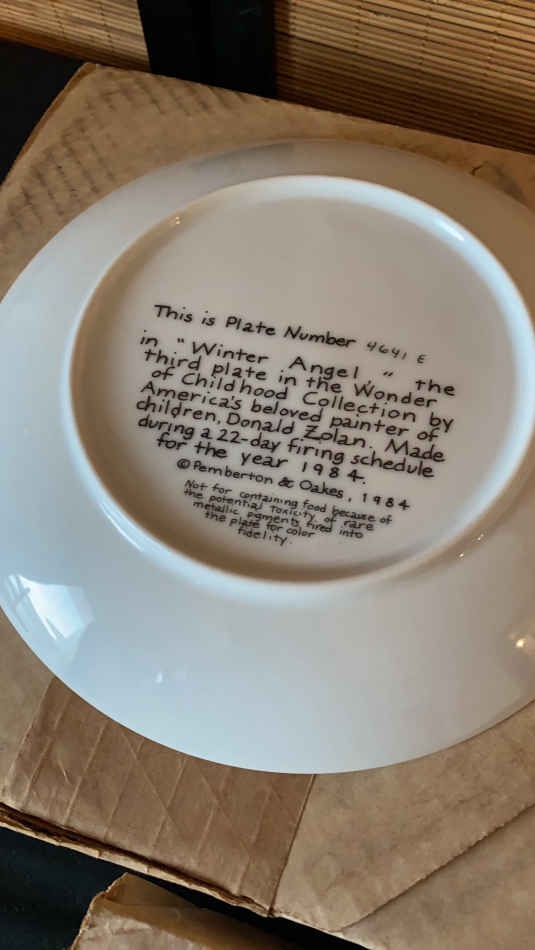 This is Plate Number 4641 E
in "Winter Angel" the
third plate in the Wonder
of Childhood Collection by
America's beloved painter of
children, Donald Zolan. Made
during a 22-day firing schedule
for the year 1984.
© Pemberton & Oakes, 1984
Not for containing food because of
the potential toxicity of rare
metallic pigments fired into
the plate for color
fidelity.